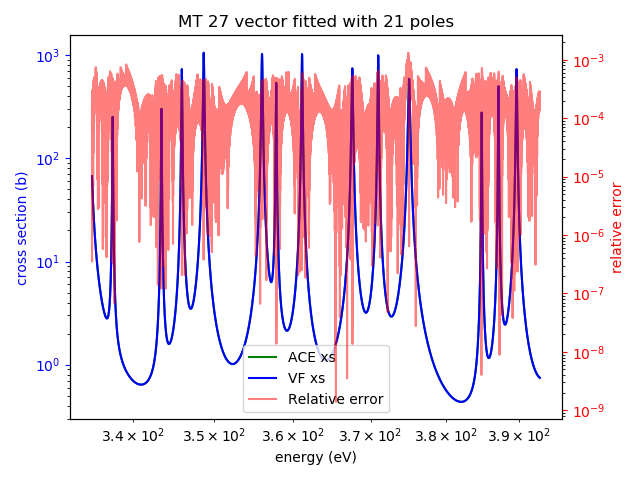 MT 27 vector fitted with 21 poles
cross section (b)
10³
10²
10¹
10⁰
10⁻³
10⁻⁴
10⁻⁵
10⁻⁶
10⁻⁷
10⁻⁸
10⁻⁹
relative error
ACE xs
VF xs
Relative error
3.4 × 10² 3.5 × 10² 3.6 × 10² 3.7 × 10² 3.8 × 10² 3.9 × 10²
energy (eV)